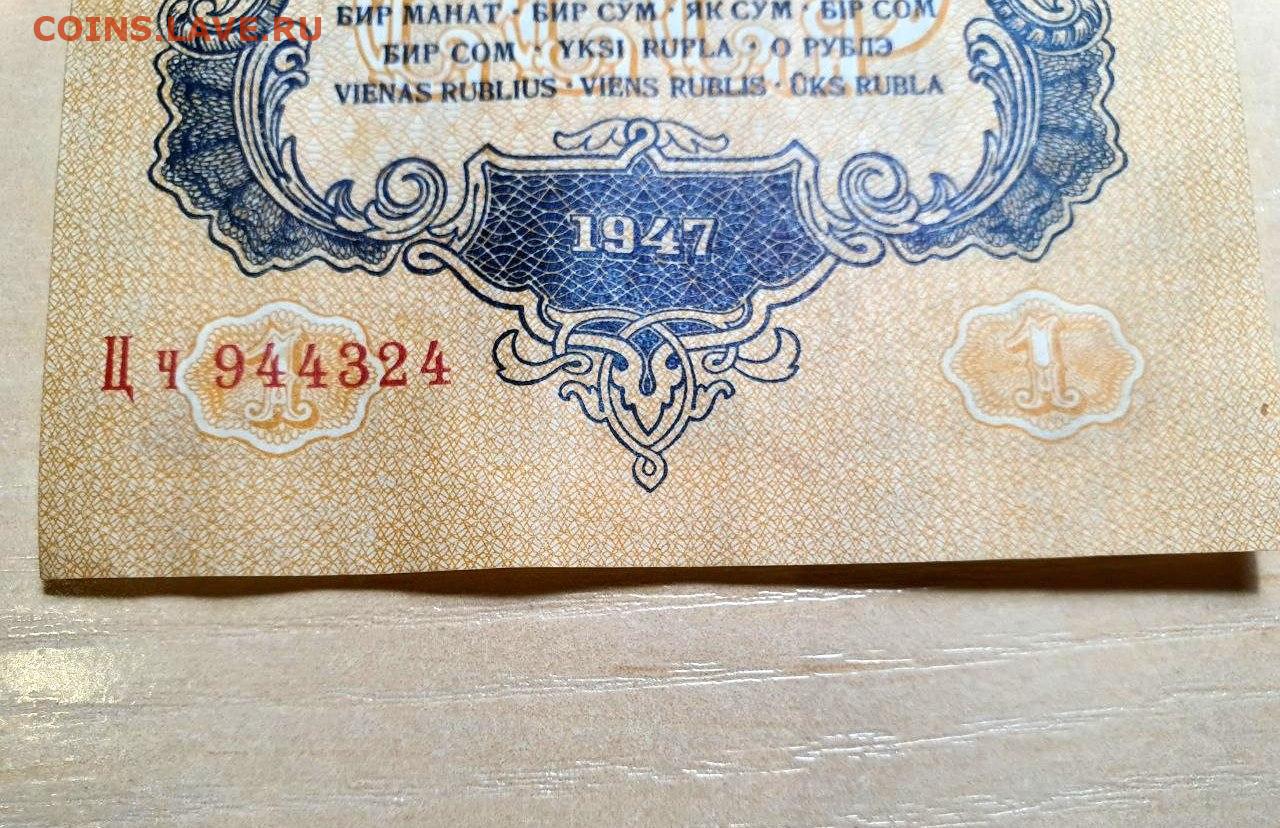 COINS.LAVE.RU
БИР МАНАТ · БИР СУМ · ЯК СУМ · БІР СОМ
БИР СОМ · YKSI RUPLA · О РУБЛЭ
VIENAS RUBLIUS · VIENS RUBLIS · ÜKS RUBLA
1947
Цч 944324
1
1